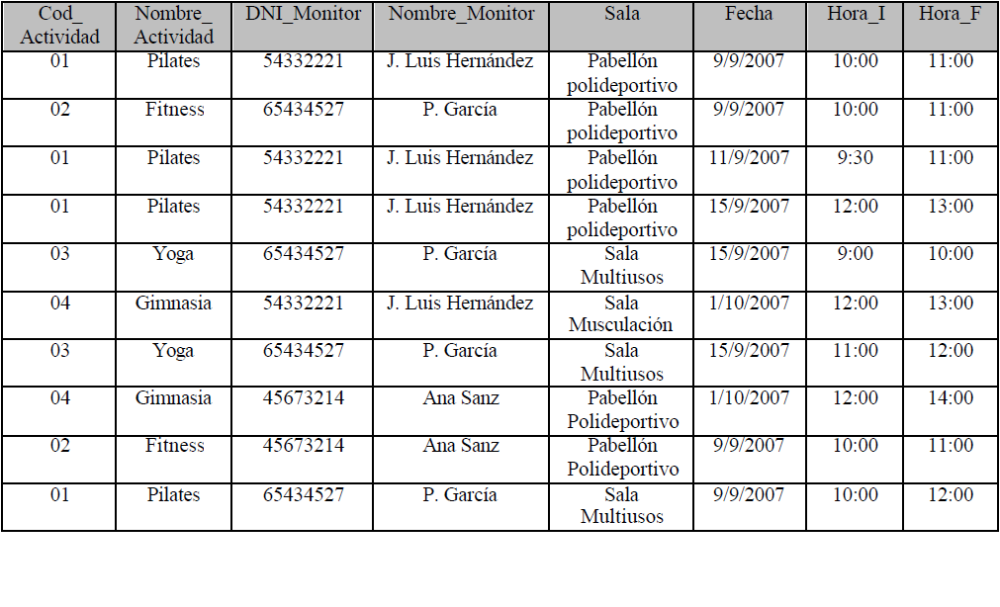 Cod_ Nombre_ DNI_Monitor Nombre_Monitor Sala Fecha Hora_I Hora_F
Actividad Actividad
01 Pilates 54332221 J. Luis Hernández Pabellón 9/9/2007 10:00 11:00
polideportivo
02 Fitness 65434527 P. García Pabellón 9/9/2007 10:00 11:00
polideportivo
01 Pilates 54332221 J. Luis Hernández Pabellón 11/9/2007 9:30 11:00
polideportivo
01 Pilates 54332221 J. Luis Hernández Pabellón 15/9/2007 12:00 13:00
polideportivo
03 Yoga 65434527 P. García Sala 15/9/2007 9:00 10:00
Multiusos
04 Gimnasia 54332221 J. Luis Hernández Sala 1/10/2007 12:00 13:00
Musculación
03 Yoga 65434527 P. García Sala 15/9/2007 11:00 12:00
Multiusos
04 Gimnasia 45673214 Ana Sanz Pabellón 1/10/2007 12:00 14:00
Polideportivo
02 Fitness 45673214 Ana Sanz Pabellón 9/9/2007 10:00 11:00
Polideportivo
01 Pilates 65434527 P. García Sala 9/9/2007 10:00 12:00
Multiusos